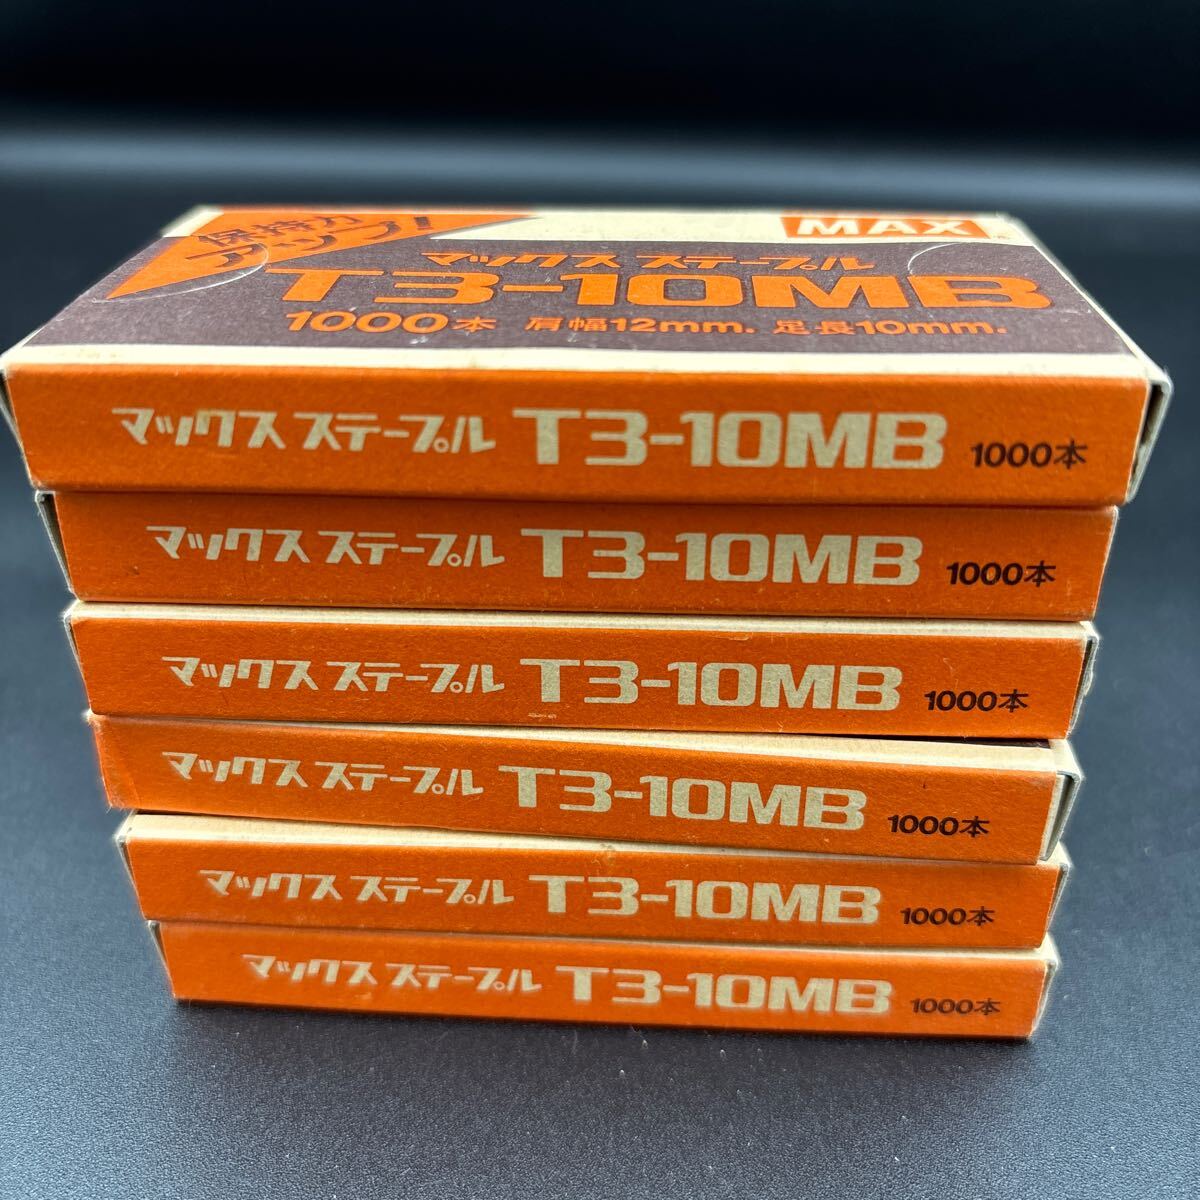 保持力
アップ!
MAX
マックス ステープル
T3-10MB
1000本 肩幅12mm. 足長10mm.
マックス ステープル T3-10MB 1000本
マックス ステープル T3-10MB 1000本
マックス ステープル T3-10MB 1000本
マックス ステープル T3-10MB 1000本
マックス ステープル T3-10MB 1000本
マックス ステープル T3-10MB 1000本